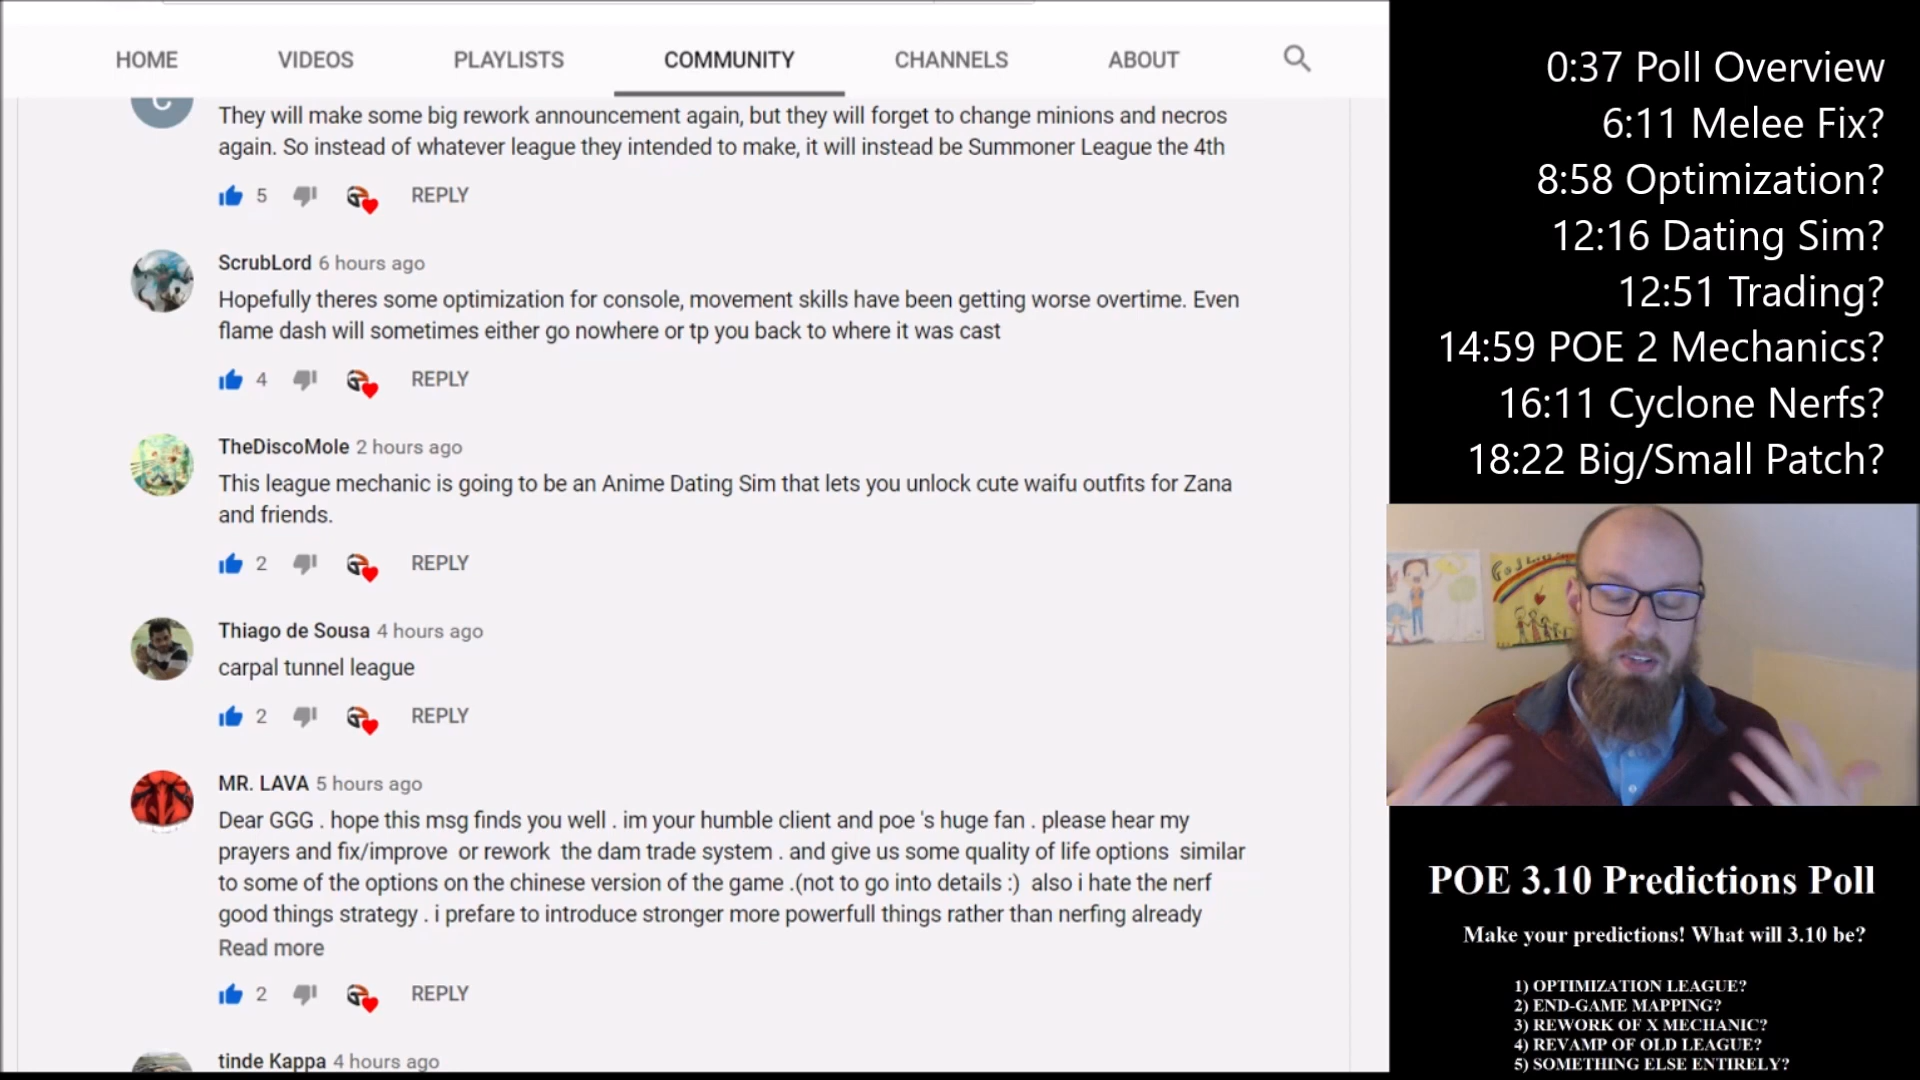 HOME
VIDEOS
PLAYLISTS
COMMUNITY
CHANNELS
ABOUT
They will make some big rework announcement again, but they will forget to change minions and necros
again. So instead of whatever league they intended to make, it will instead be Summoner League the 4th
5
REPLY
ScrubLord 6 hours ago
Hopefully theres some optimization for console, movement skills have been getting worse overtime. Even
flame dash will sometimes either go nowhere or tp you back to where it was cast
4
REPLY
TheDiscoMole 2 hours ago
This league mechanic is going to be an Anime Dating Sim that lets you unlock cute waifu outfits for Zana
and friends.
2
REPLY
Thiago de Sousa 4 hours ago
carpal tunnel league
2
REPLY
MR. LAVA 5 hours ago
Dear GGG . hope this msg finds you well . im your humble client and poe 's huge fan . please hear my
prayers and fix/improve or rework the dam trade system . and give us some quality of life options similar
to some of the options on the chinese version of the game .(not to go into details :) also i hate the nerf
good things strategy . i prefare to introduce stronger more powerfull things rather than nerfing already
Read more
2
REPLY
tinde Kappa 4 hours ago
0:37 Poll Overview
6:11 Melee Fix?
8:58 Optimization?
12:16 Dating Sim?
12:51 Trading?
14:59 POE 2 Mechanics?
16:11 Cyclone Nerfs?
18:22 Big/Small Patch?
POE 3.10 Predictions Poll
Make your predictions! What will 3.10 be?
1) OPTIMIZATION LEAGUE?
2) END-GAME MAPPING?
3) REWORK OF X MECHANIC?
4) REVAMP OF OLD LEAGUE?
5) SOMETHING ELSE ENTIRELY?